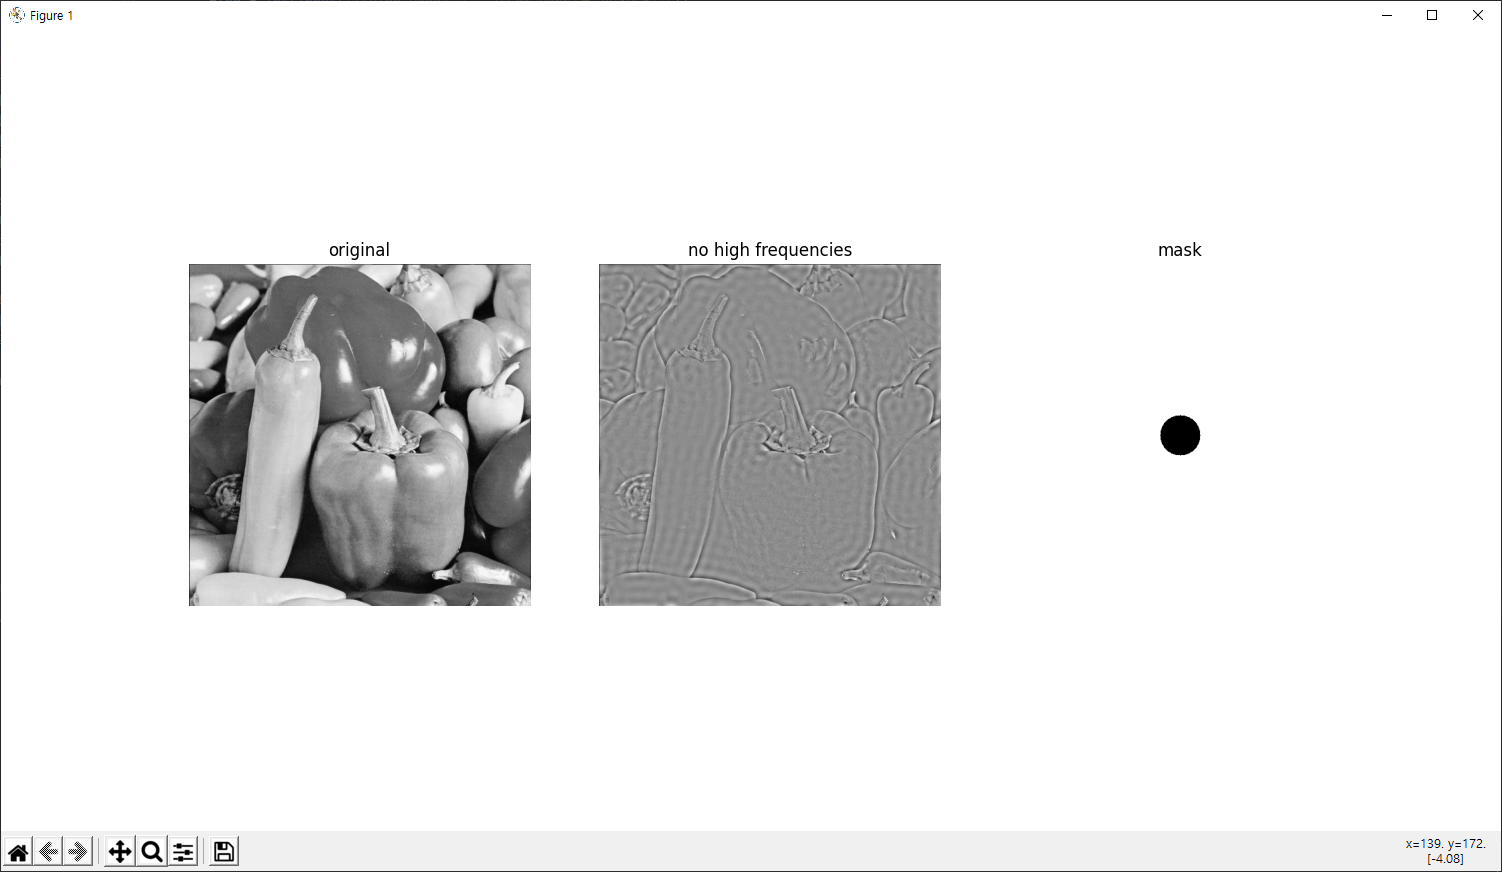 Figure 1
original
no high frequencies
mask
x=139. y=172.
[-4.08]